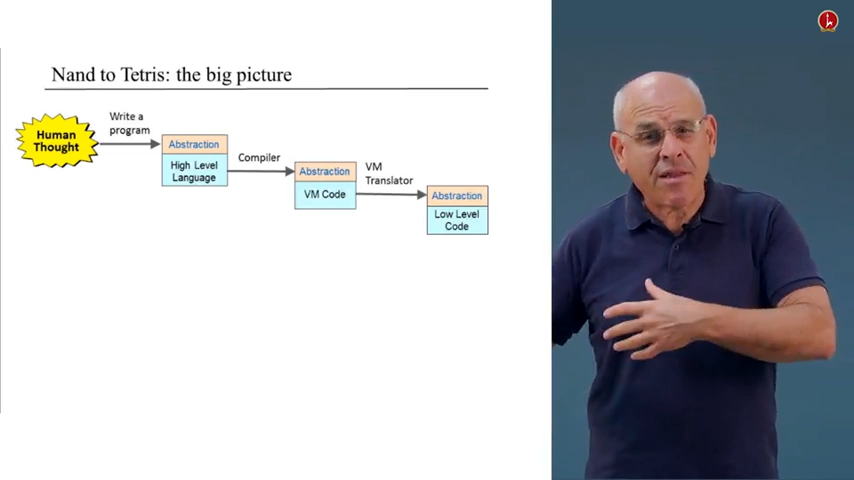 Nand to Tetris: the big picture
Human
Thought
Write a
program
Abstraction
High Level
Language
Compiler
Abstraction
VM Code
VM
Translator
Abstraction
Low Level
Code